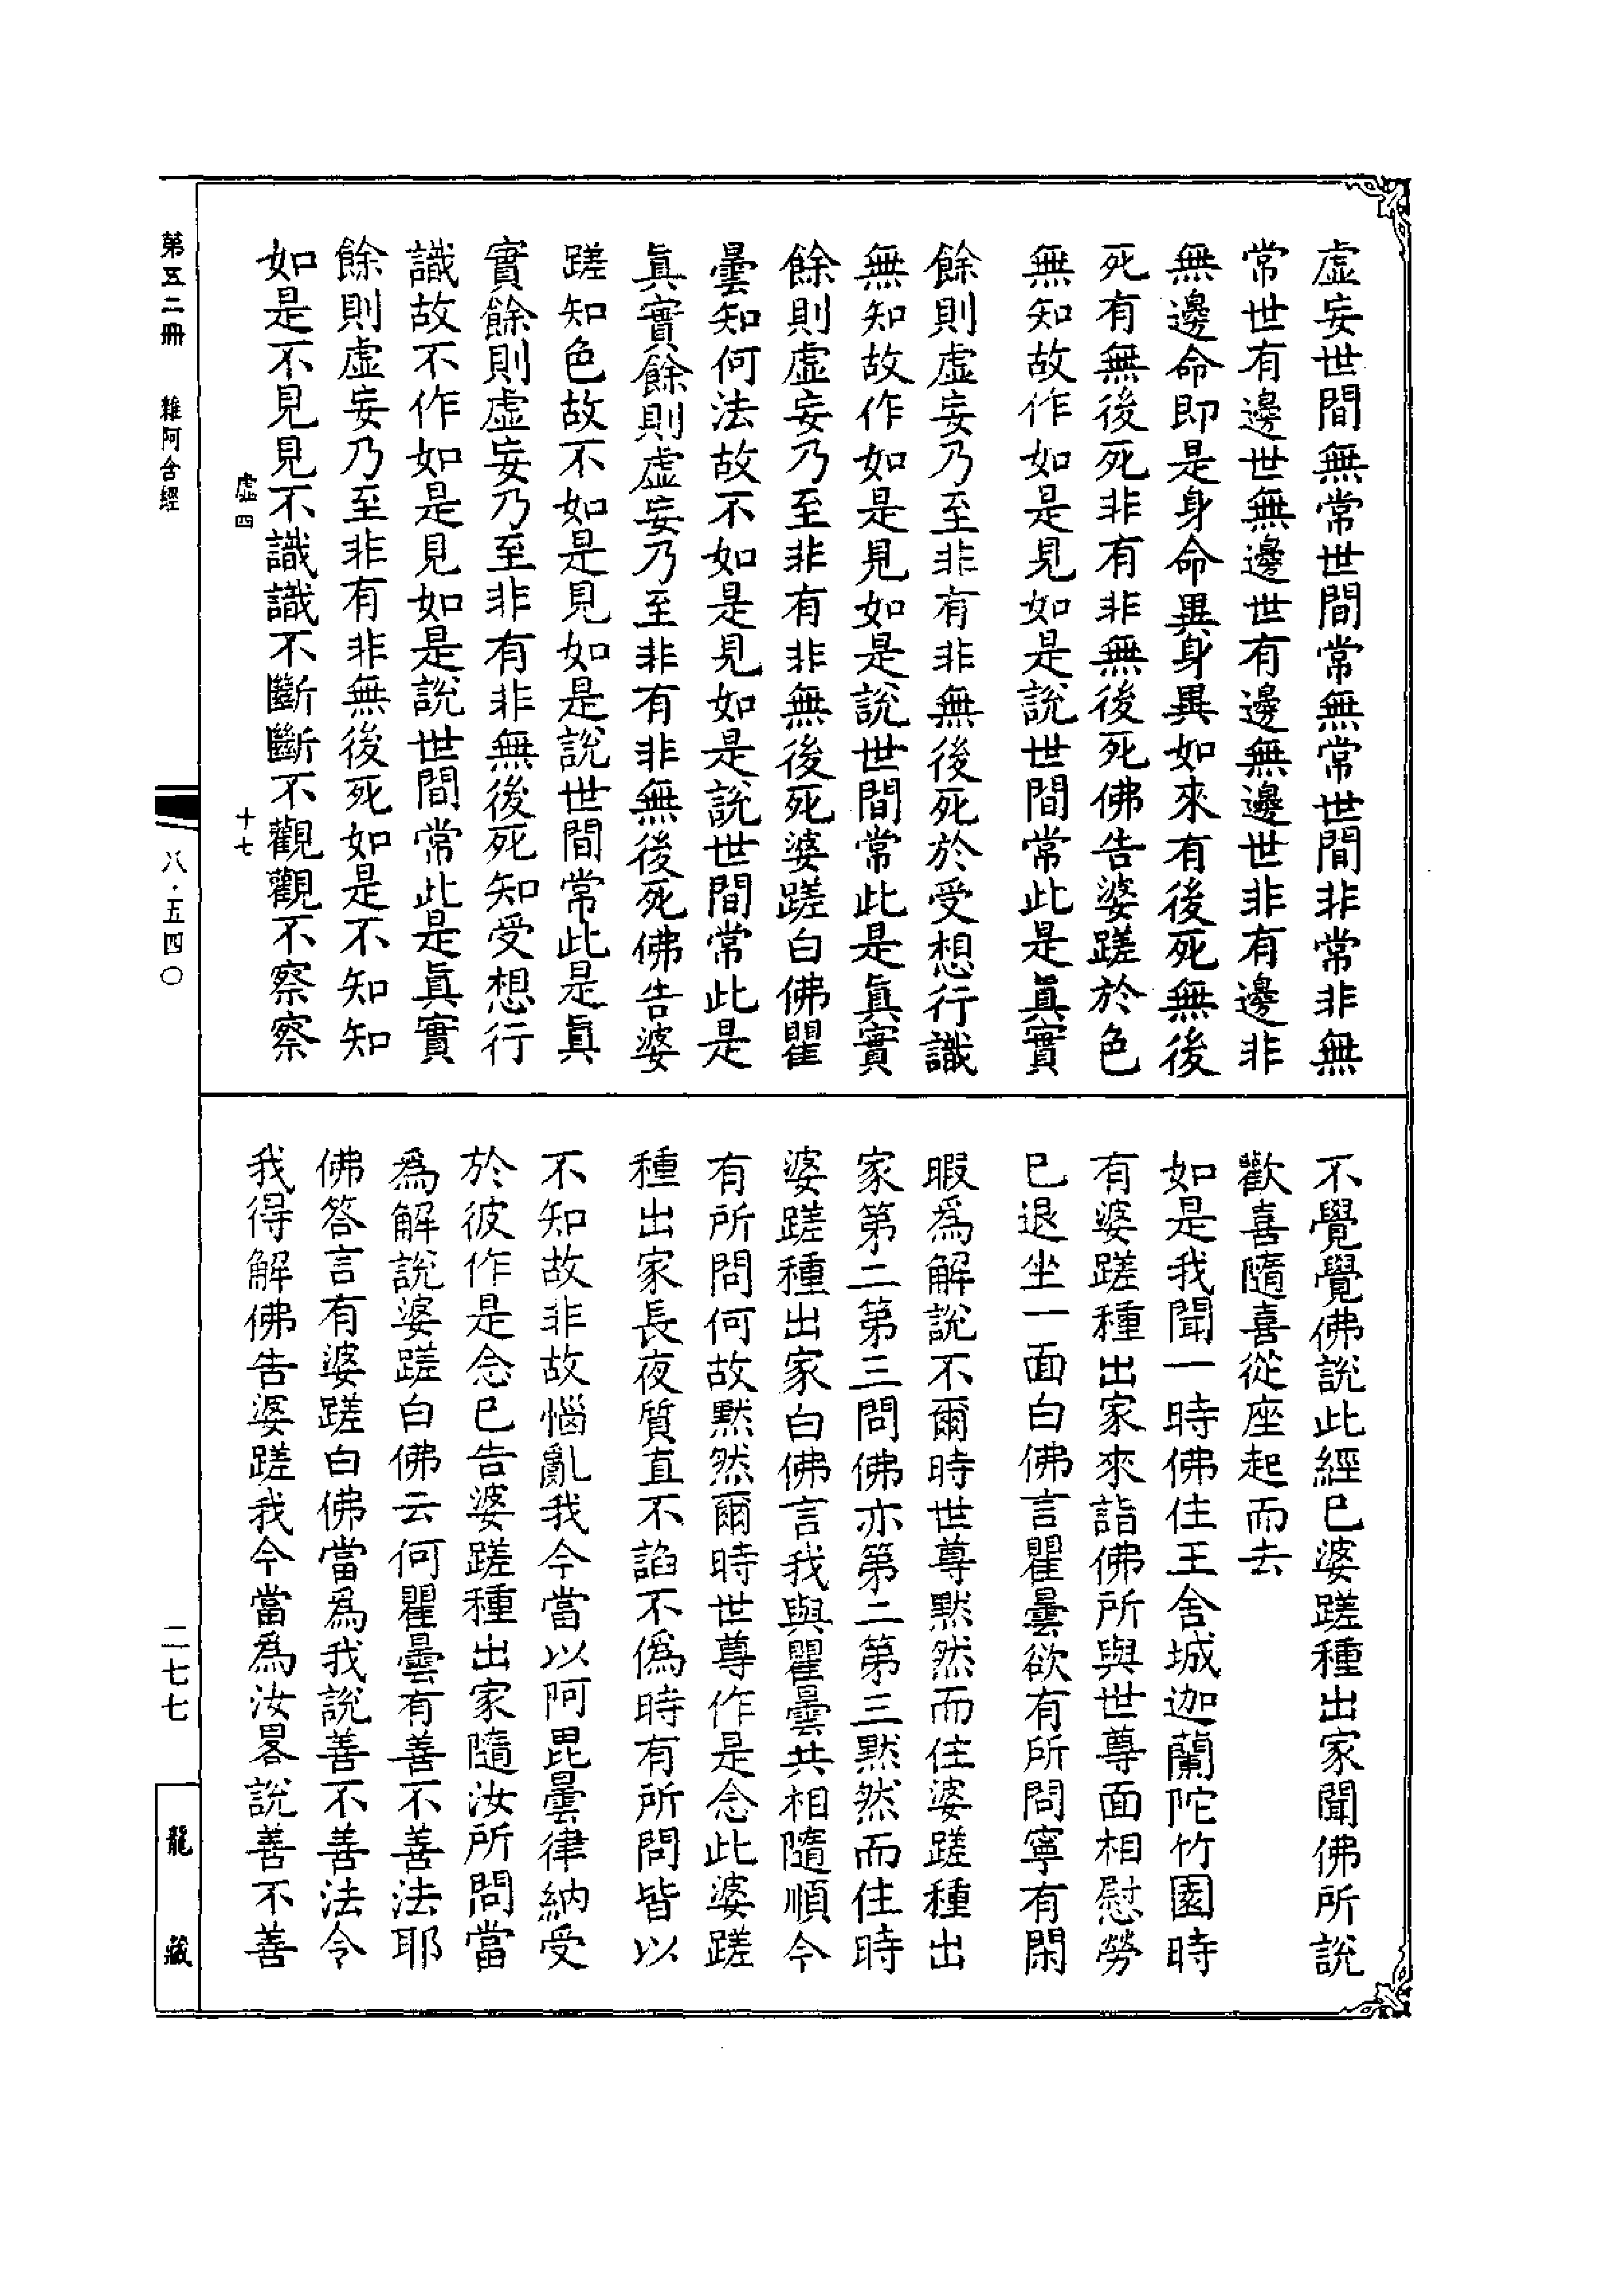 虛妄世間無常世間常無常世間非常非無
常世有邊世無邊世有邊無邊世非有邊非
無邊命即是身命異身異如來有後死無後
死有無後死非有非無後死佛告婆蹉於色
無知故作如是見如是說世間常此是眞實
餘則虛妄乃至非有非無後死於受想行識
無知故作如是見如是說世間常此是眞實
餘則虛妄乃至非有非無後死婆蹉白佛瞿
曇知何法故不如是見如是說世間常此是
眞實餘則虛妄乃至非有非無後死佛告婆
蹉知色故不如是見如是說世間常此是眞
實餘則虛妄乃至非有非無後死知受想行
識故不作如是見如是說世間常此是眞實
餘則虛妄乃至非有非無後死如是不知知
如是不見見不識識不斷斷不觀觀不察察
虛四 十七
不覺覺佛說此經已婆蹉種出家聞佛所說
歡喜隨喜從座起而去
如是我聞一時佛住王舍城迦蘭陀竹園時
有婆蹉種出家來詣佛所與世尊面相慰勞
已退坐一面白佛言瞿曇欲有所問寧有閑
暇爲解說不爾時世尊默然而住婆蹉種出
家第二第三問佛亦第二第三默然而住時
婆蹉種出家白佛言我與瞿曇共相隨順今
有所問何故默然爾時世尊作是念此婆蹉
種出家長夜質直不諂不僞時有所問皆以
不知故非故惱亂我今當以阿毘曇律納受
於彼作是念已告婆蹉種出家隨汝所問當
爲解說婆蹉白佛云何瞿曇有善不善法耶
佛答言有婆蹉白佛當爲我說善不善法令
我得解佛告婆蹉我今當爲汝畧說善不善
第五二冊 雜阿含經 八·五四〇 二七七 龍藏